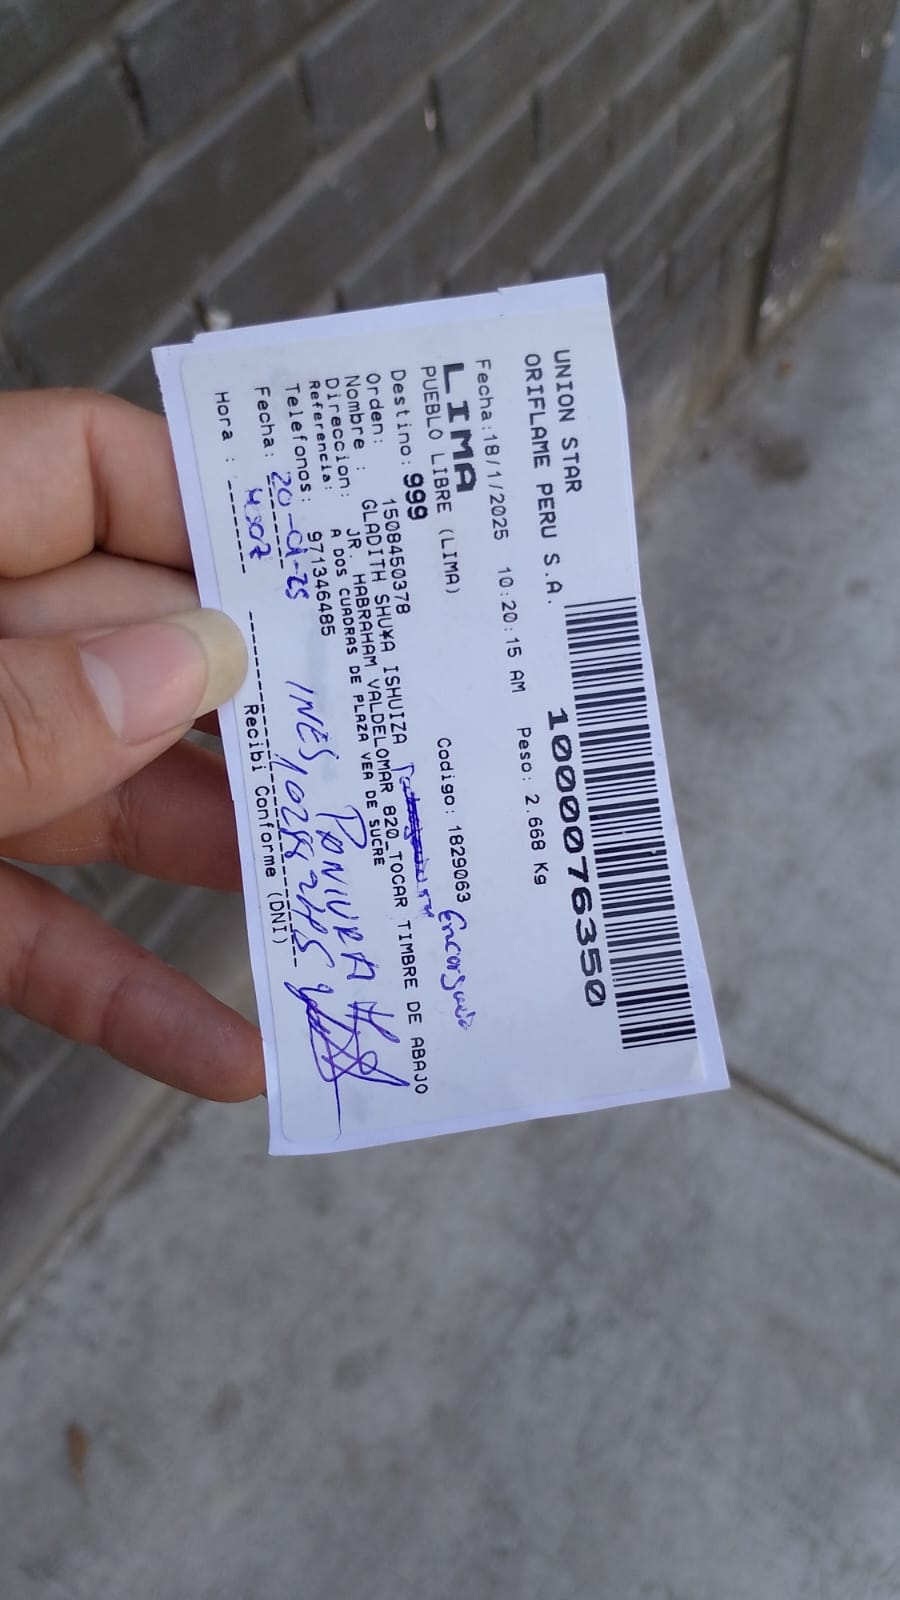 UNION STAR
ORIFLAME PERU S.A.
1000076350
Fecha:18/1/2025 10:20:15 AM Peso: 2.668 Kg
LIMA
PUEBLO LIBRE (LIMA) Codigo: 1829063
Encargada
Destino: 999
Orden: 1508450378
Nombre : GLADITH SHU¥A ISHUIZA
Direccion: JR. HABRAHAM VALDELOMAR 820_TOCAR TIMBRE DE ABAJO
Referencia: A DOS CUADRAS DE PLAZA VEA DE SUCRE
Telefonos: 971346485
INES
Fecha: 20-01-25
Hora :
Recibi Conforme (DNI)